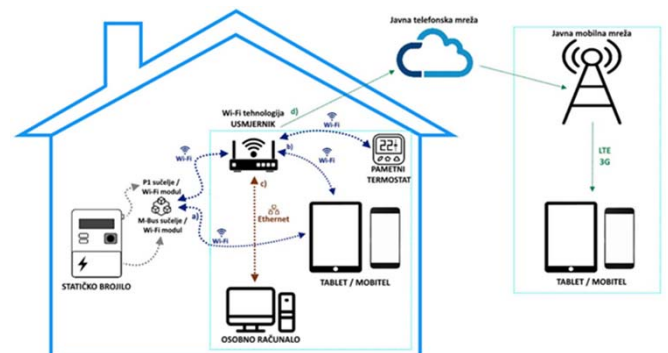 Javna telefonska mreža
Javna mobilna mreža
Wi-Fi tehnologija
USMJERNIK
d)
Wi-Fi
Wi-Fi
b)
Wi-Fi
22
PAMETNI
TERMOSTAT
LTE
3G
P1 sučelje /
Wi-Fi modul
c)
Ethernet
M-Bus sučelje /
Wi-Fi modul
a)
Wi-Fi
STATIČKO BROJILO
TABLET / MOBITEL
TABLET / MOBITEL
OSOBNO RAČUNALO